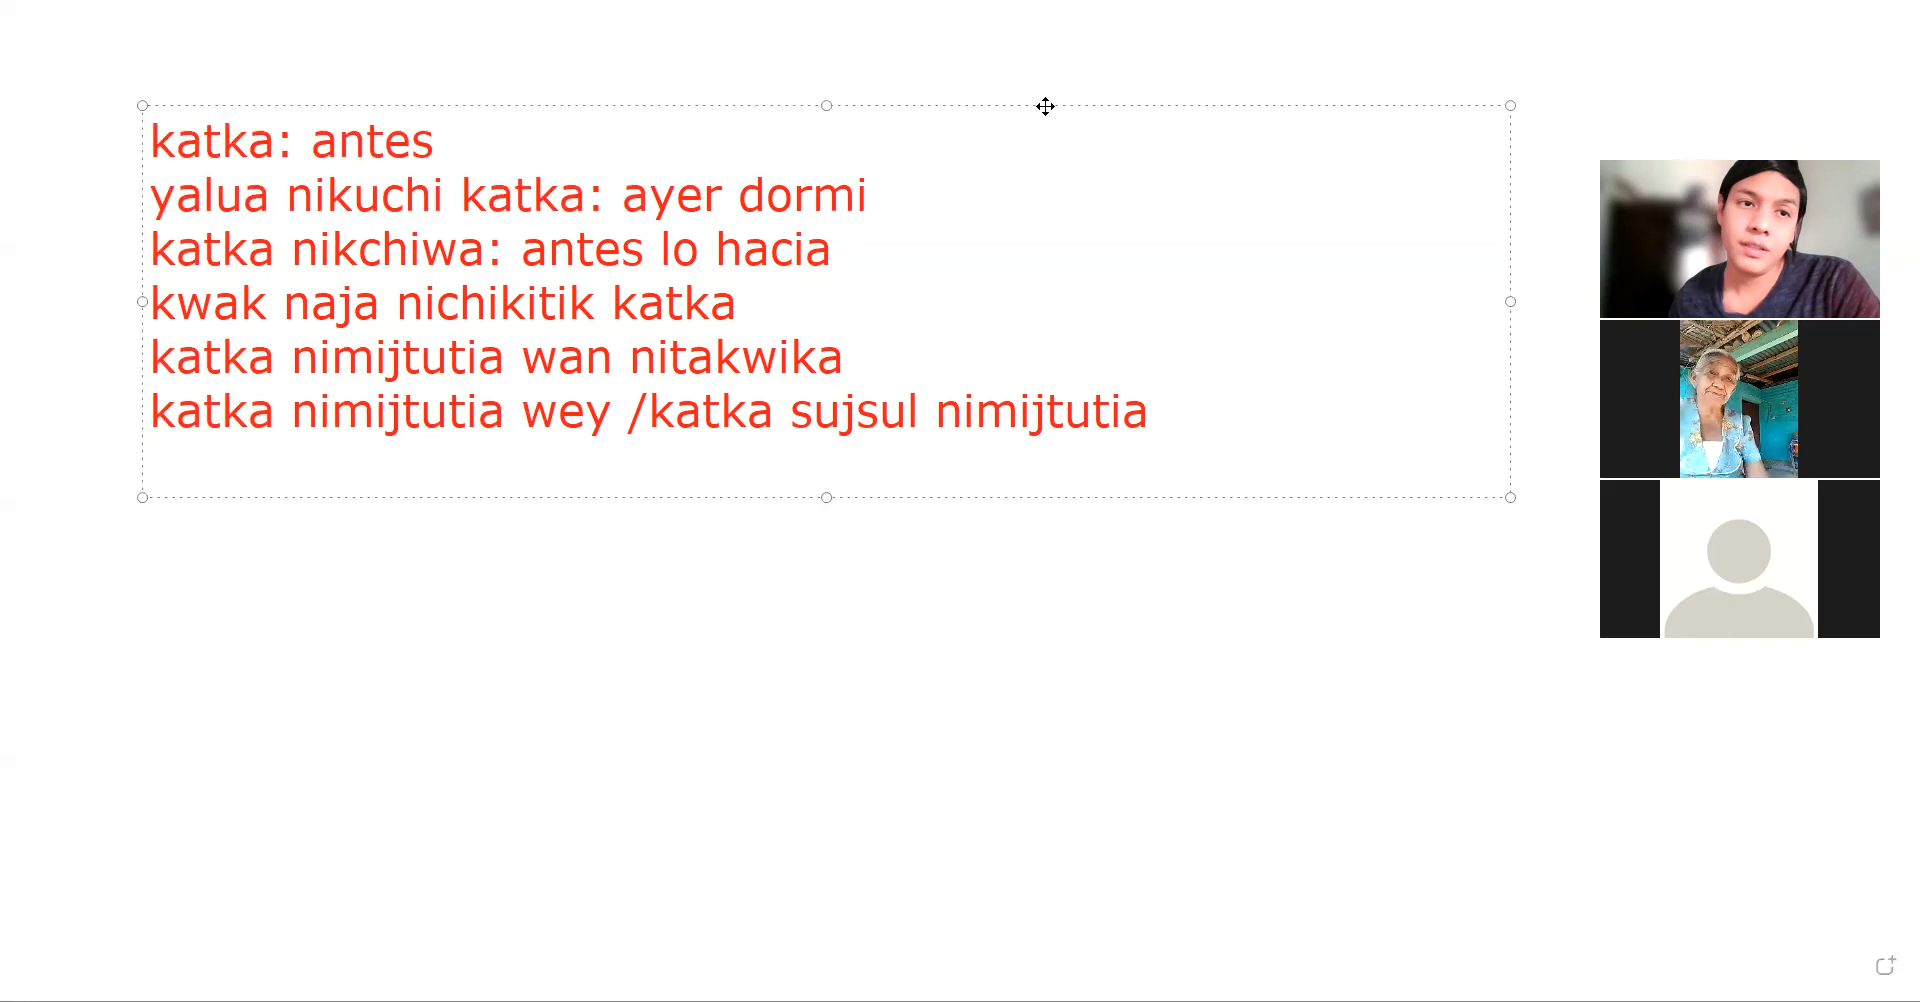 katka: antes
yalua nikuchi katka: ayer dormi
katka nikchiwa: antes lo hacia
kwak naja nichikitik katka
katka nimijtutia wan nitakwika
katka nimijtutia wey /katka sujsul nimijtutia